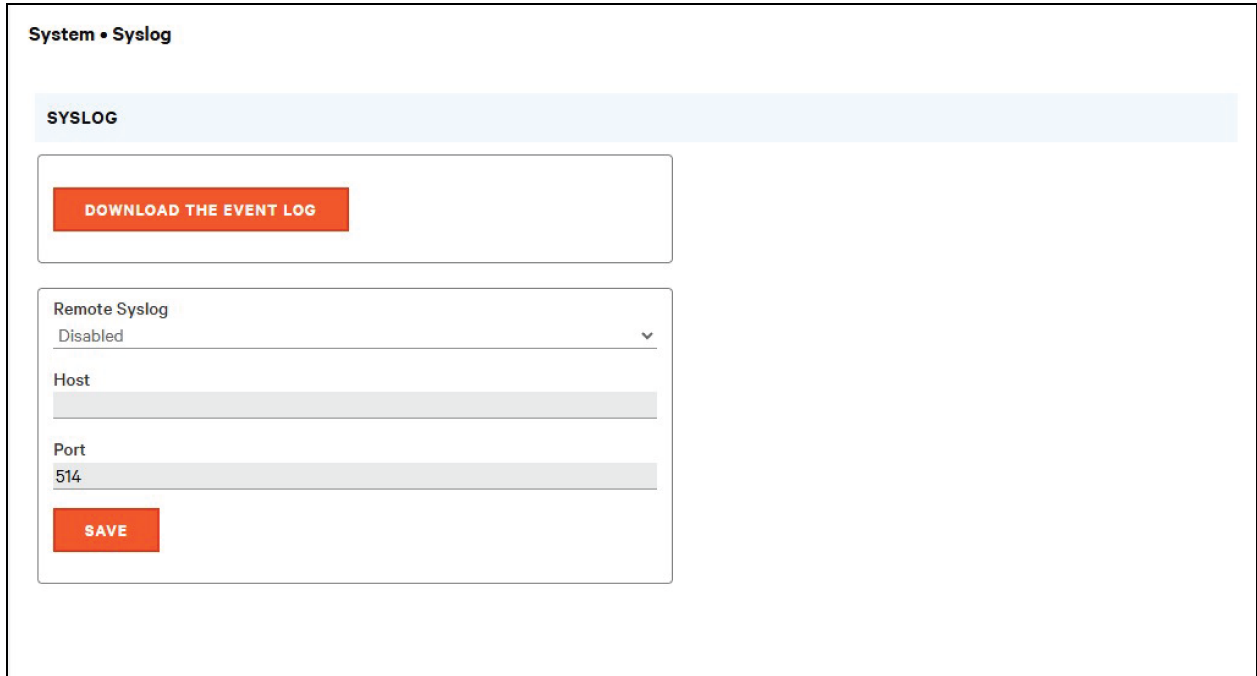 System • Syslog
SYSLOG
DOWNLOAD THE EVENT LOG
Remote Syslog
Disabled
Host
Port
514
SAVE